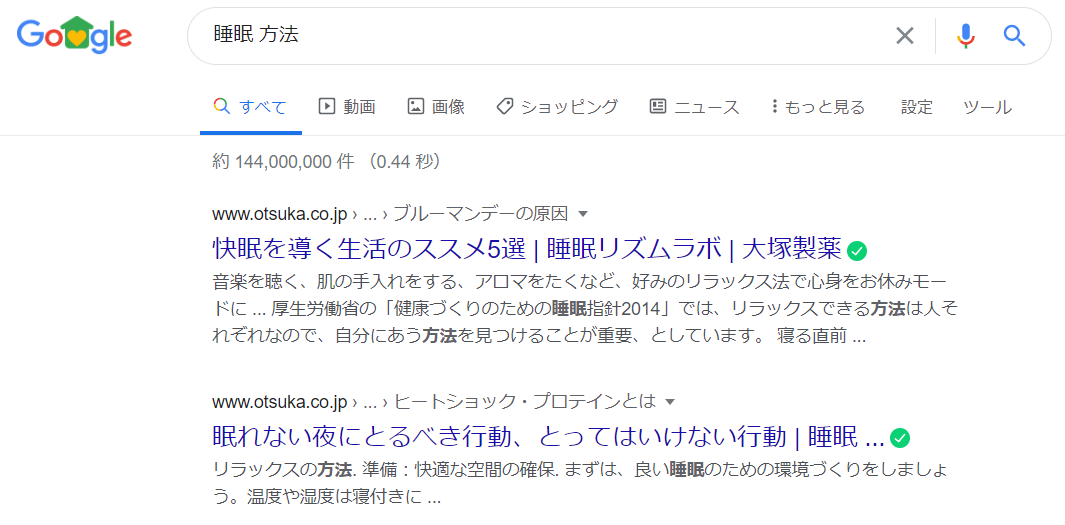 Google
睡眠 方法
すべて 動画 画像 ショッピング ニュース もっと見る 設定 ツール
約 144,000,000 件 （0.44 秒）
www.otsuka.co.jp › ... › ブルーマンデーの原因
快眠を導く生活のススメ5選 | 睡眠リズムラボ | 大塚製薬
音楽を聴く、肌の手入れをする、アロマをたくなど、好みのリラックス法で心身をお休みモー
ドに ... 厚生労働省の「健康づくりのための睡眠指針2014」では、リラックスできる方法は人そ
れぞれなので、自分にあう方法を見つけることが重要、としています。 寝る直前 ...
www.otsuka.co.jp › ... › ヒートショック・プロテインとは
眠れない夜にとるべき行動、とってはいけない行動 | 睡眠 ...
リラックスの方法. 準備：快適な空間の確保. まずは、良い睡眠のための環境づくりをしましょ
う。温度や湿度は寝付きに ...